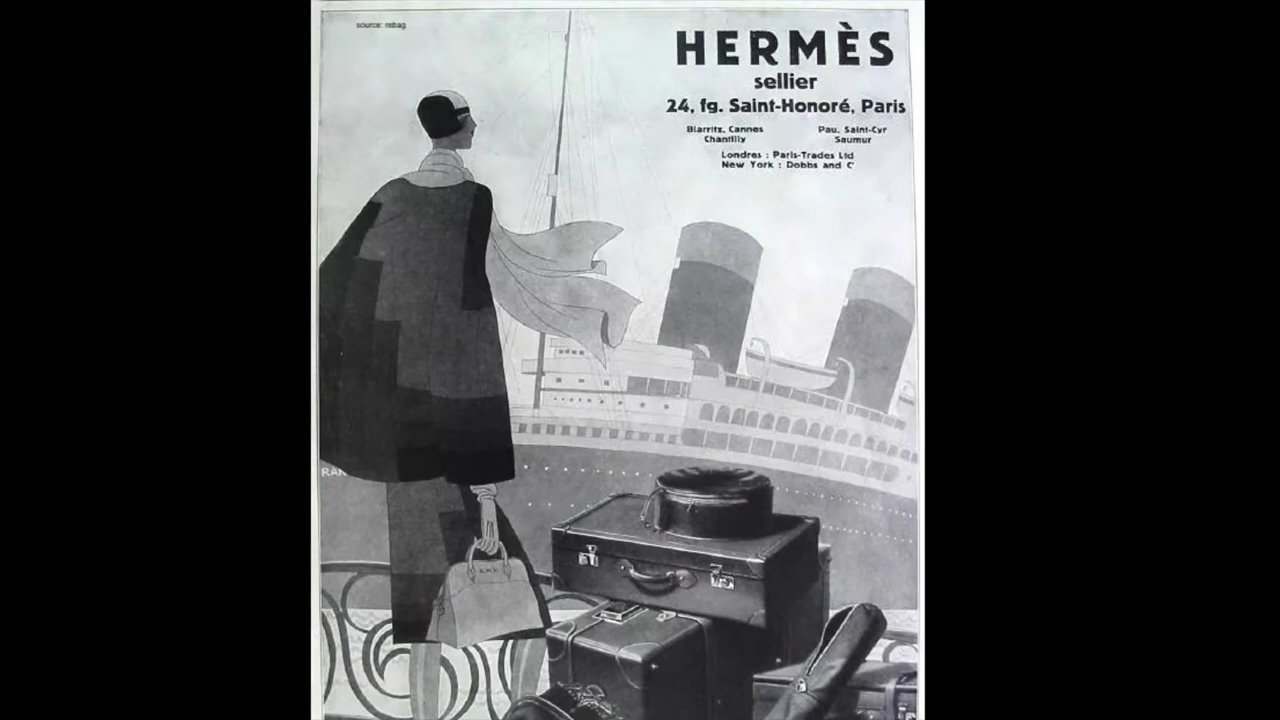 source: rebag
HERMÈS
sellier
24, fg. Saint-Honoré, Paris
Biarritz, Cannes
Chantilly
Pau, Saint-Cyr
Saumur
Londres : Paris-Trades Ltd
New York : Dobbs and Cº
RAN